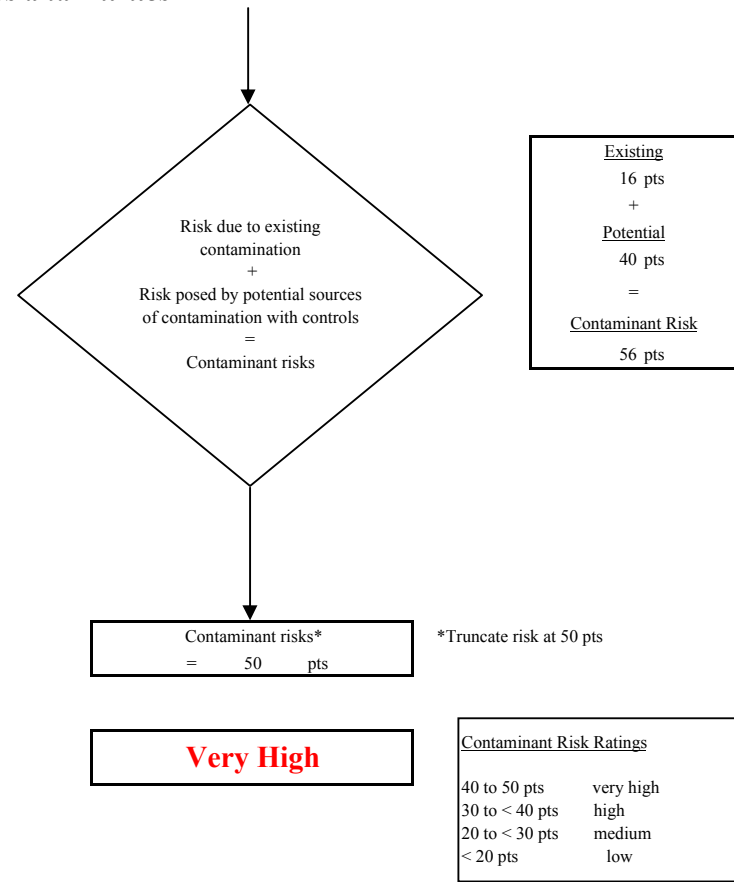 Risk due to existing
contamination
+
Risk posed by potential sources
of contamination with controls
=
Contaminant risks
Existing
16 pts
+
Potential
40 pts
=
Contaminant Risk
56 pts
Contaminant risks*
= 50 pts
*Truncate risk at 50 pts
Very High
Contaminant Risk Ratings
40 to 50 pts very high
30 to < 40 pts high
20 to < 30 pts medium
< 20 pts low